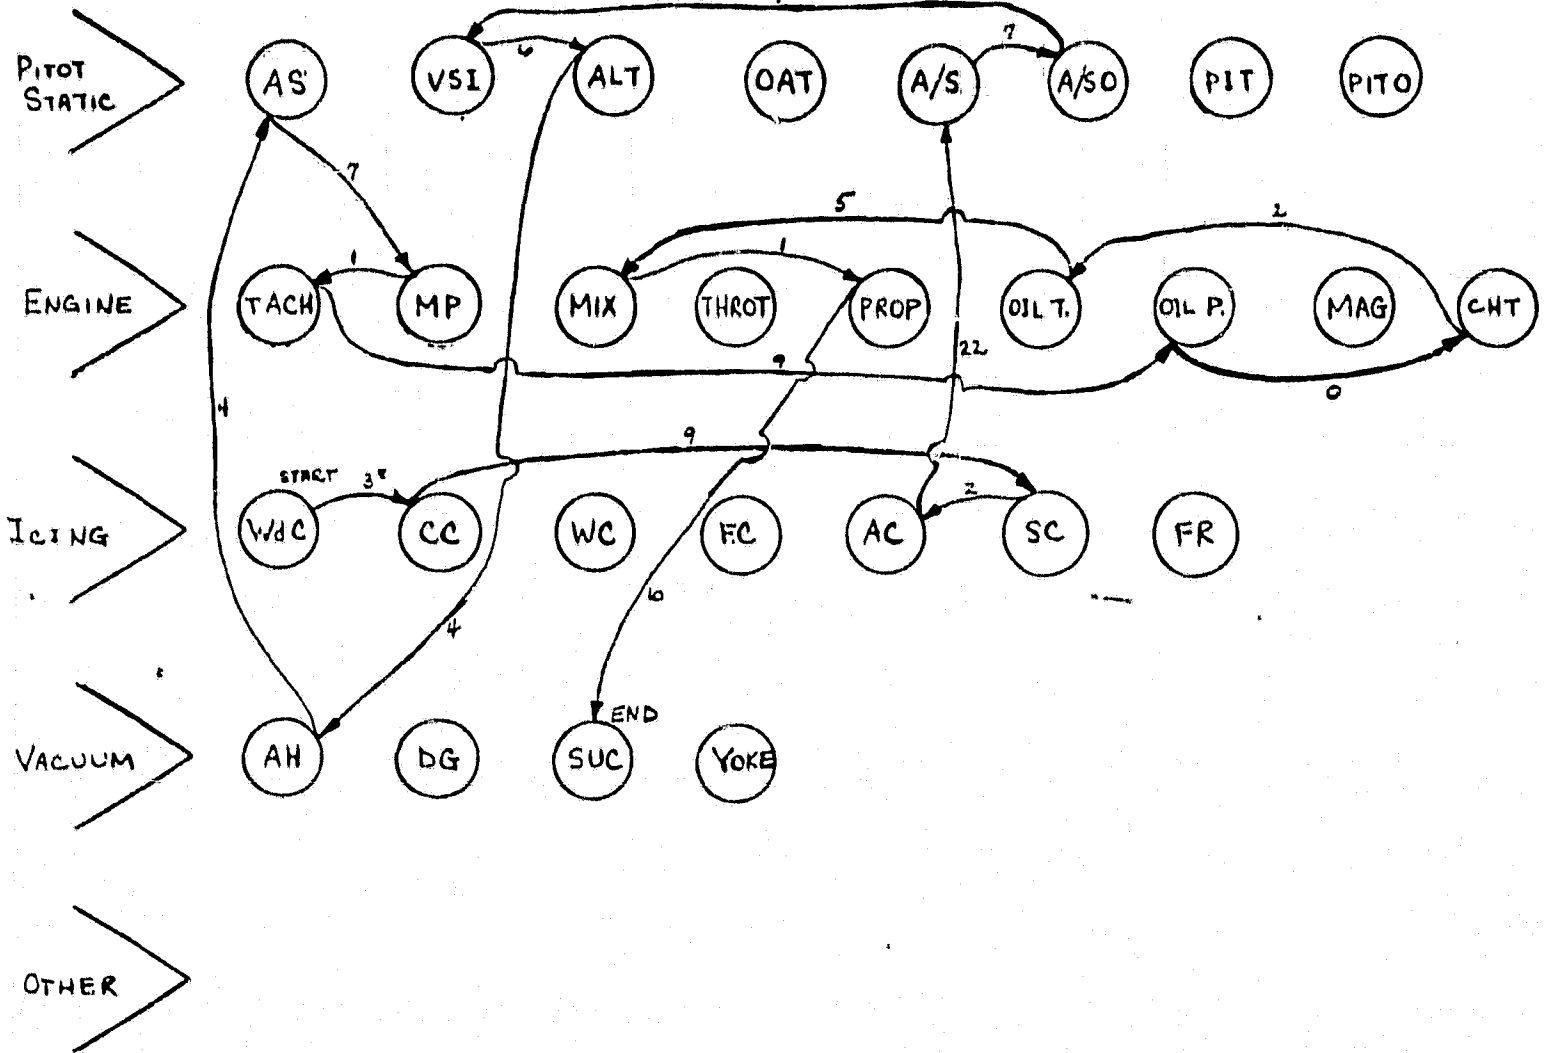 PITOT
STATIC
AS
VSI
6
ALT
OAT
A/S
7
A/SO
PIT
PITO
7
ENGINE
TACH
1
MP
5
MIX
1
THROT
PROP
OIL T.
OIL P.
2
MAG
CHT
9
22
0
4
ICING
START
WdC
CC
9
WC
F.C
AC
2
SC
FR
4
VACUUM
AH
DG
SUC
END
YOKE
OTHER